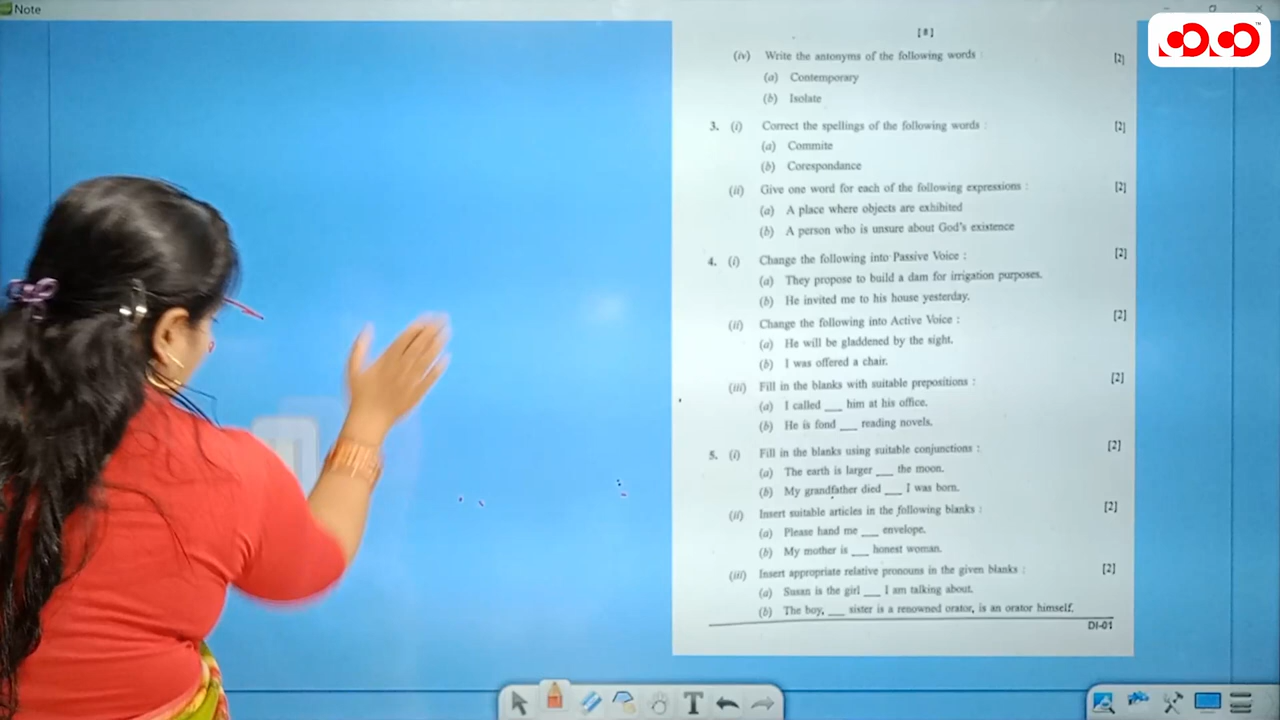 Note
[8]
(iv) Write the antonyms of the following words : [2]
(a) Contemporary
(b) Isolate
3. (i) Correct the spellings of the following words : [2]
(a) Commite
(b) Corespondance
(ii) Give one word for each of the following expressions : [2]
(a) A place where objects are exhibited
(b) A person who is unsure about God's existence
4. (i) Change the following into Passive Voice : [2]
(a) They propose to build a dam for irrigation purposes.
(b) He invited me to his house yesterday.
(ii) Change the following into Active Voice : [2]
(a) He will be gladdened by the sight.
(b) I was offered a chair.
(iii) Fill in the blanks with suitable prepositions : [2]
(a) I called ___ him at his office.
(b) He is fond ___ reading novels.
5. (i) Fill in the blanks using suitable conjunctions : [2]
(a) The earth is larger ___ the moon.
(b) My grandfather died ___ I was born.
(ii) Insert suitable articles in the following blanks : [2]
(a) Please hand me ___ envelope.
(b) My mother is ___ honest woman.
(iii) Insert appropriate relative pronouns in the given blanks : [2]
(a) Susan is the girl ___ I am talking about.
(b) The boy, ___ sister is a renowned orator, is an orator himself.
DI-01
T